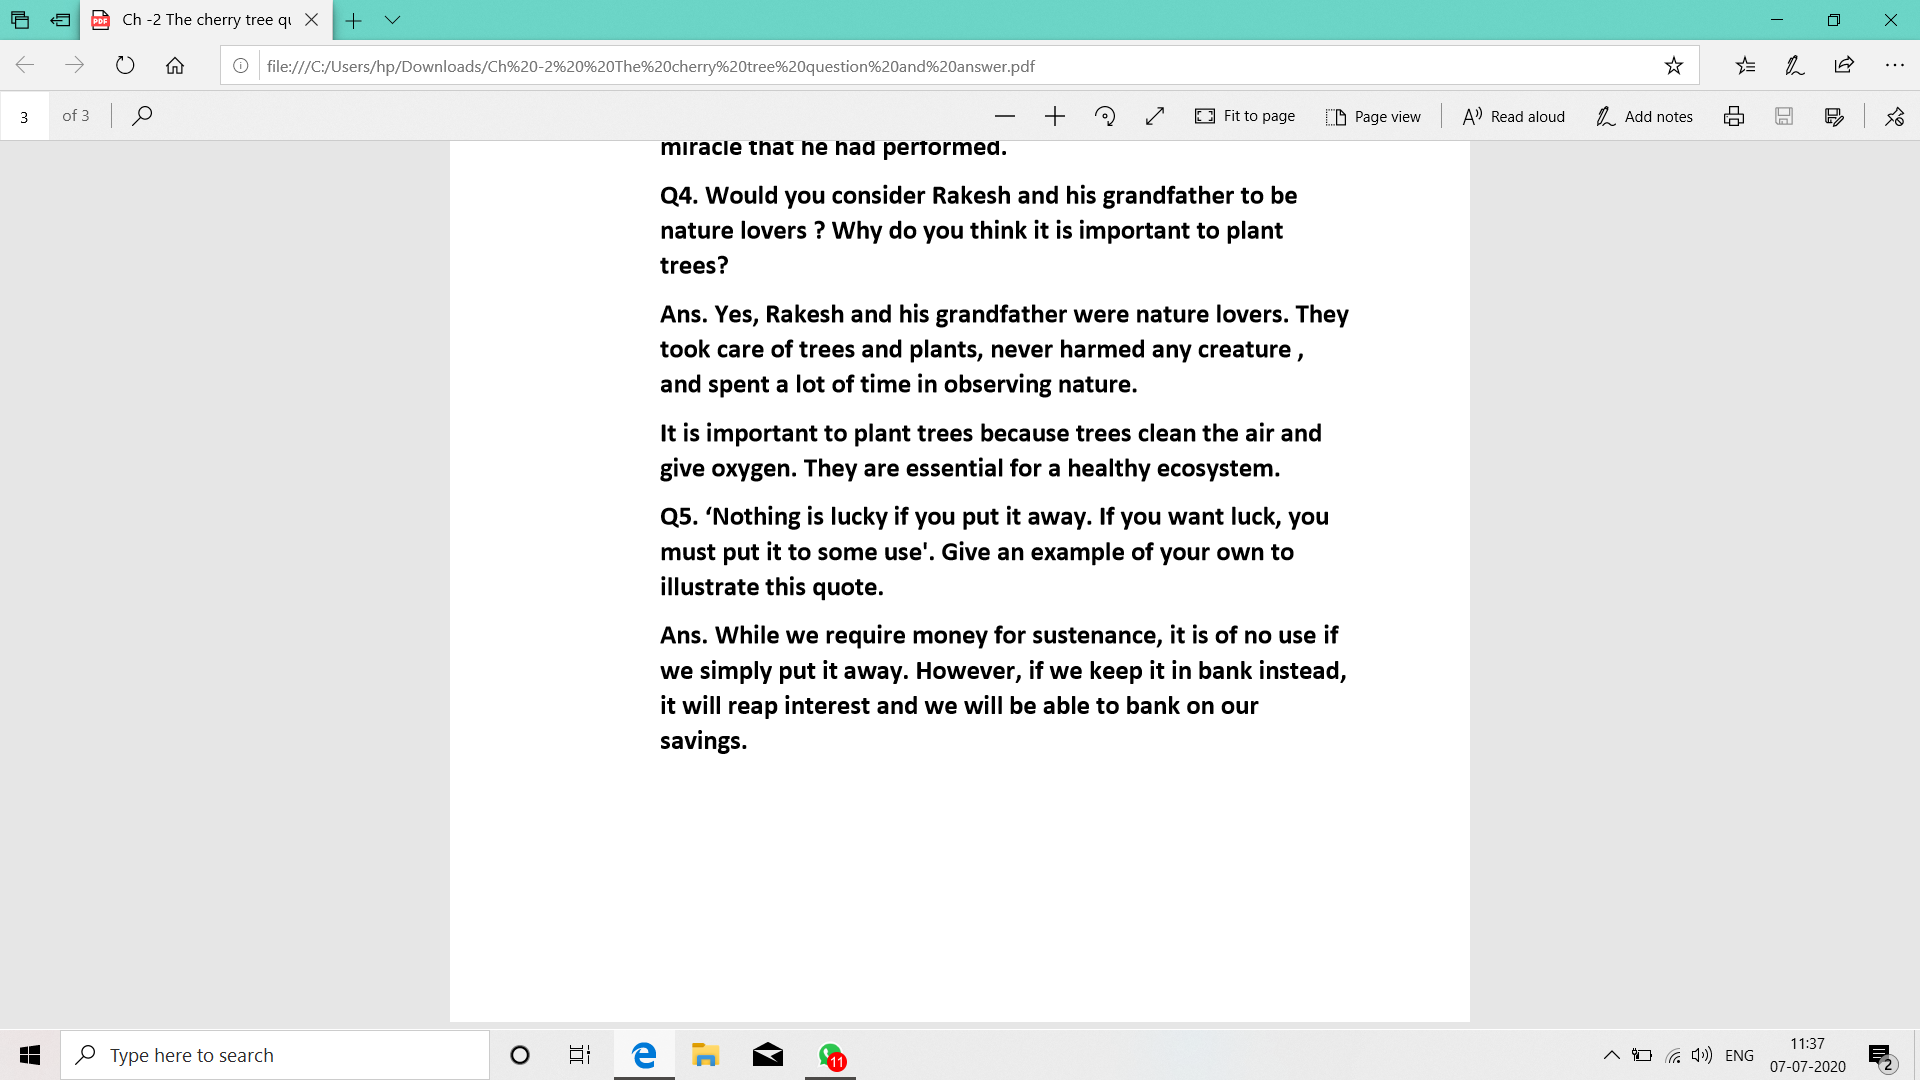 Ch -2 The cherry tree qu
file:///C:/Users/hp/Downloads/Ch%20-2%20%20The%20cherry%20tree%20question%20and%20answer.pdf
3 of 3 Fit to page Page view Read aloud Add notes
miracle that he had performed.
Q4. Would you consider Rakesh and his grandfather to be
nature lovers ? Why do you think it is important to plant
trees?
Ans. Yes, Rakesh and his grandfather were nature lovers. They
took care of trees and plants, never harmed any creature ,
and spent a lot of time in observing nature.
It is important to plant trees because trees clean the air and
give oxygen. They are essential for a healthy ecosystem.
Q5. ‘Nothing is lucky if you put it away. If you want luck, you
must put it to some use'. Give an example of your own to
illustrate this quote.
Ans. While we require money for sustenance, it is of no use if
we simply put it away. However, if we keep it in bank instead,
it will reap interest and we will be able to bank on our
savings.
Type here to search
11
ENG
11:37
07-07-2020
2